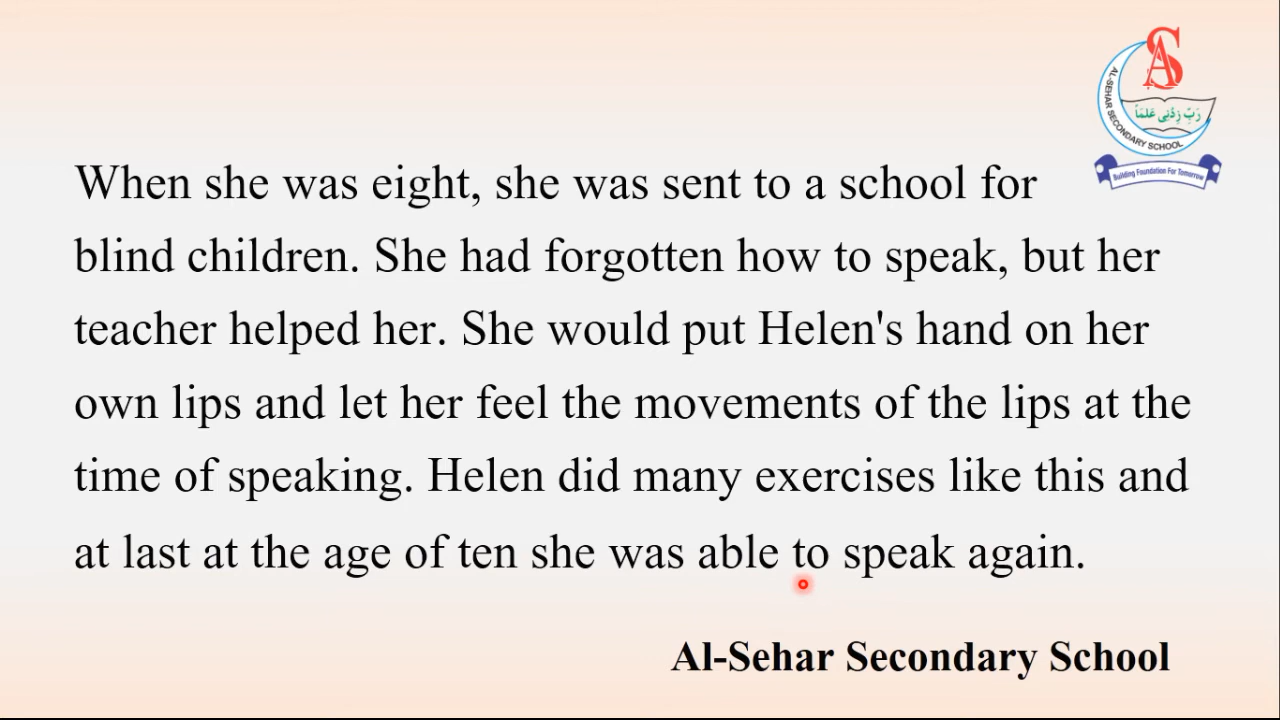 AS
AL-SEHAR SECONDARY SCHOOL
رَبِّ زِدْنِی عِلْمًا
Building Foundation For Tomorrow
When she was eight, she was sent to a school for
blind children. She had forgotten how to speak, but her
teacher helped her. She would put Helen's hand on her
own lips and let her feel the movements of the lips at the
time of speaking. Helen did many exercises like this and
at last at the age of ten she was able to speak again.
Al-Sehar Secondary School